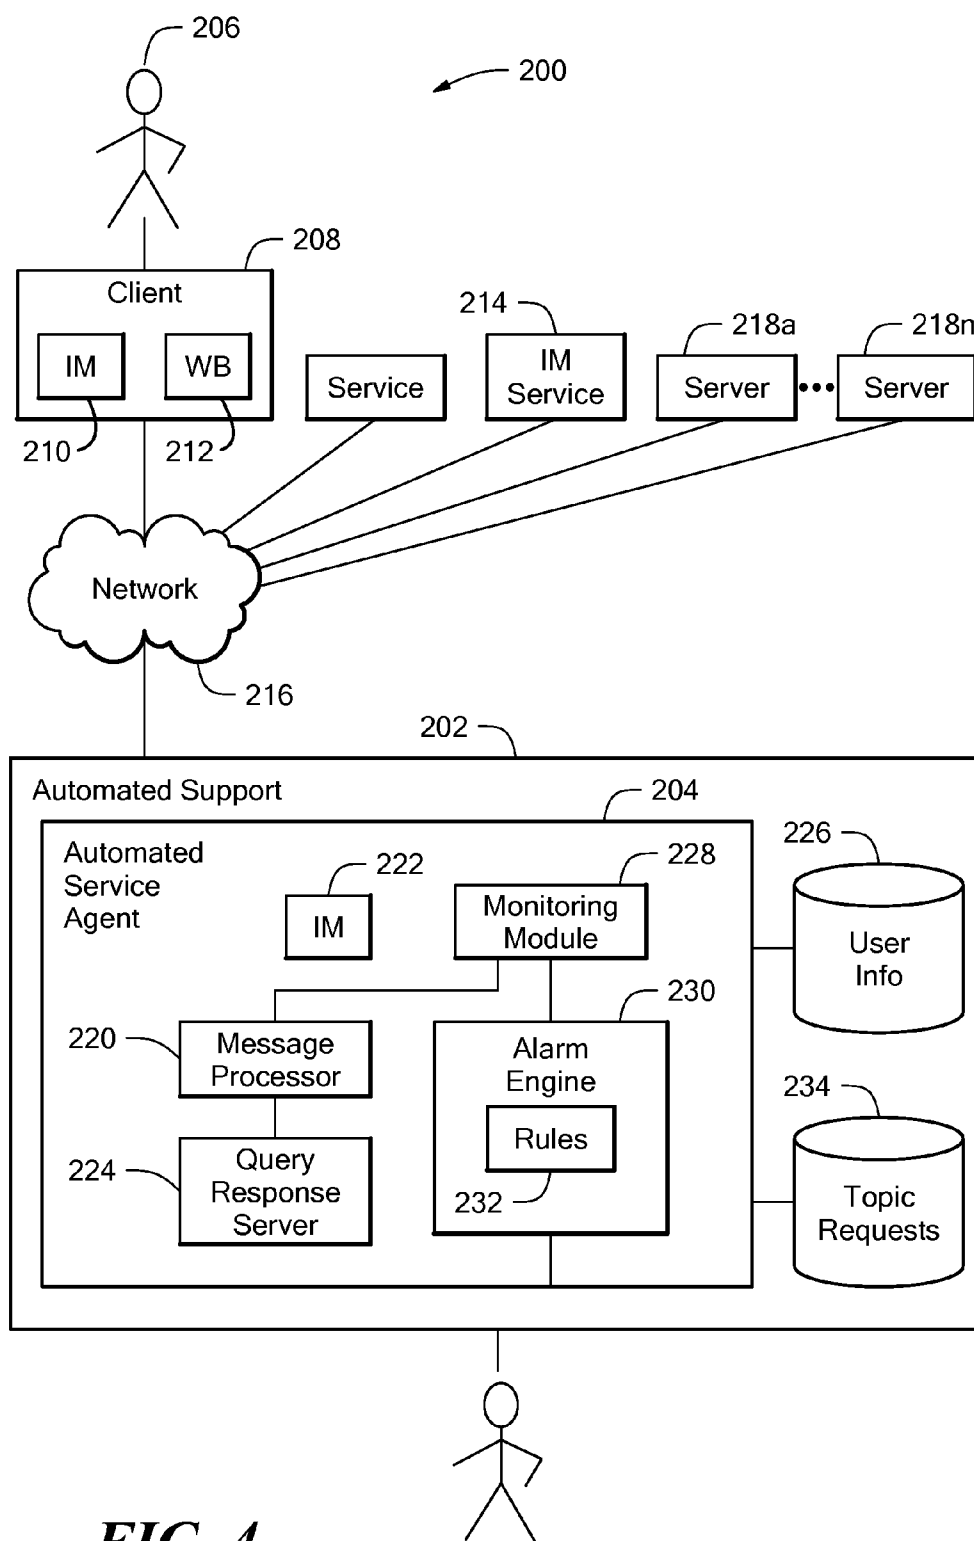 206
200
208
Client
IM
WB
210
212
Service
214
IM
Service
218a
Server
218n
Server
Network
216
202
Automated Support
204
Automated
Service
Agent
222
IM
228
Monitoring
Module
226
User
Info
220
Message
Processor
230
Alarm
Engine
Rules
232
224
Query
Response
Server
234
Topic
Requests
FIG. 4